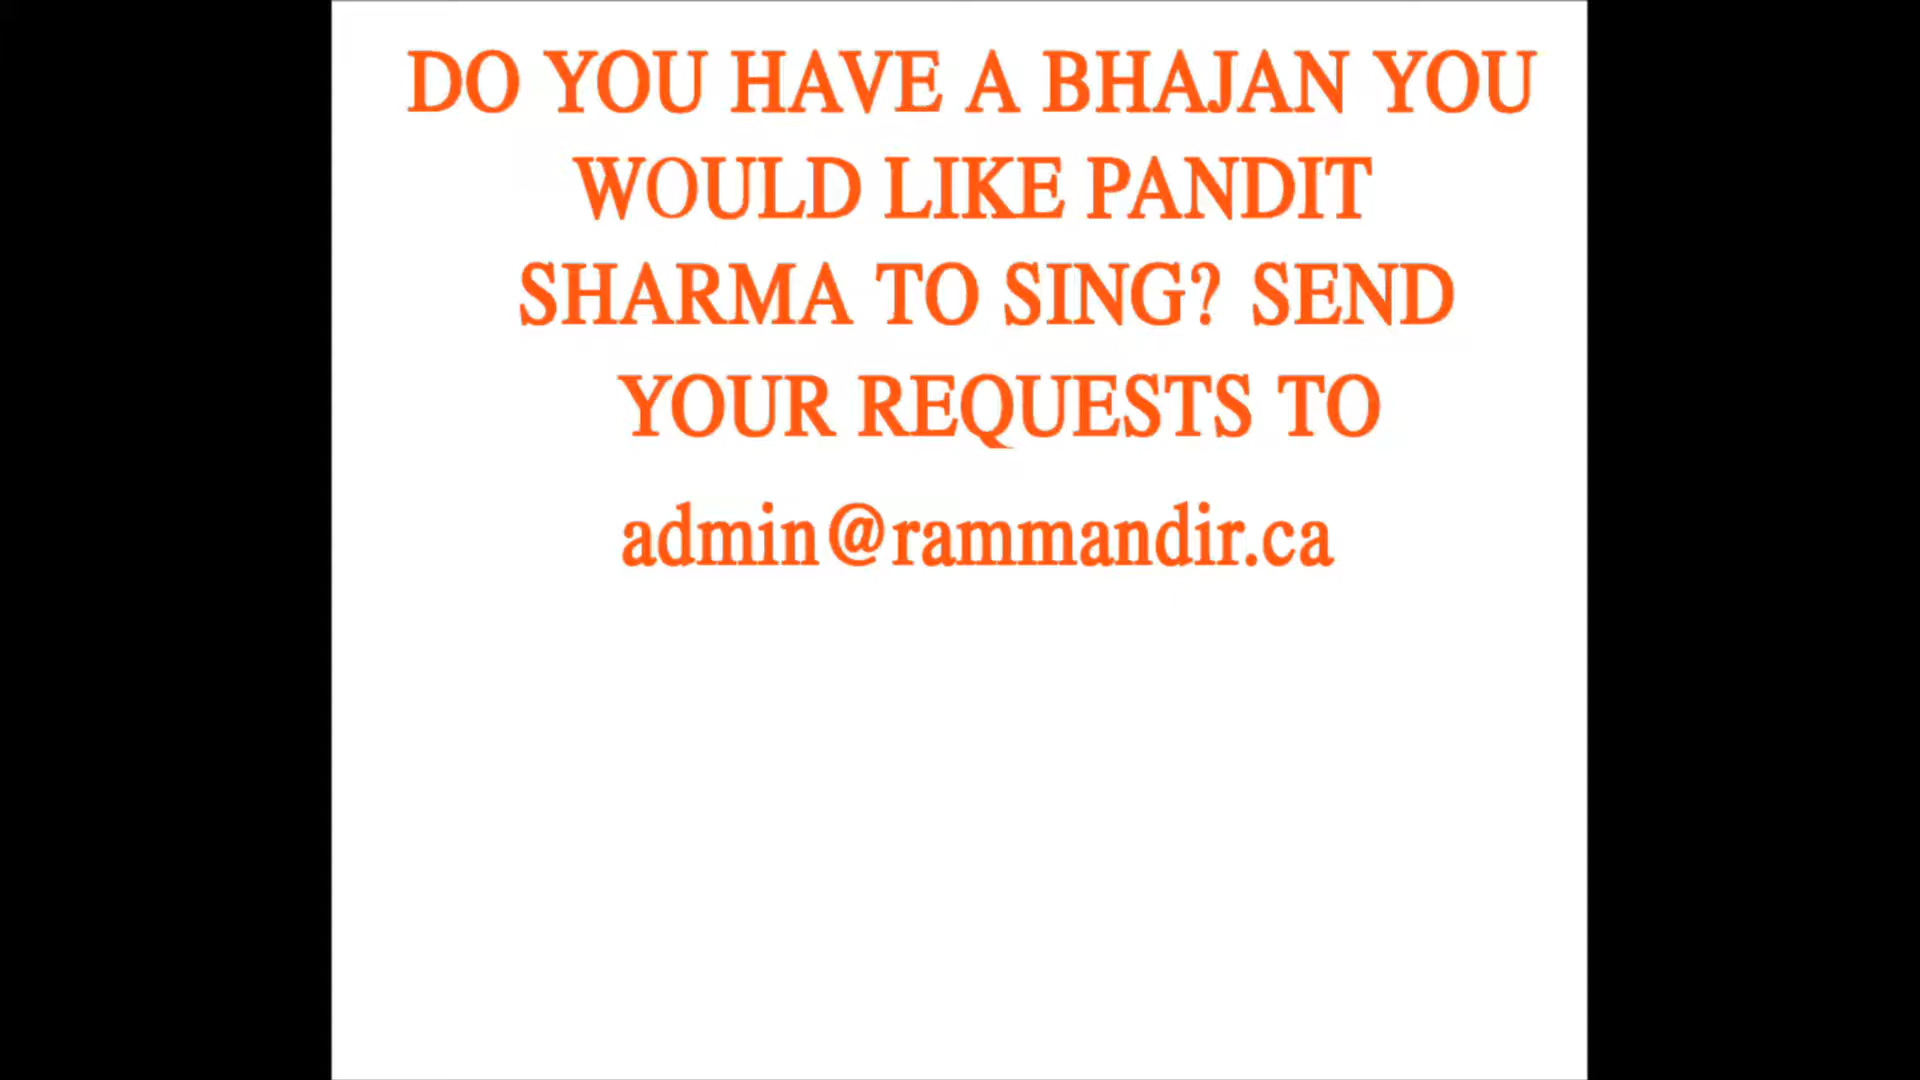 DO YOU HAVE A BHAJAN YOU
WOULD LIKE PANDIT
SHARMA TO SING? SEND
YOUR REQUESTS TO
admin@rammandir.ca